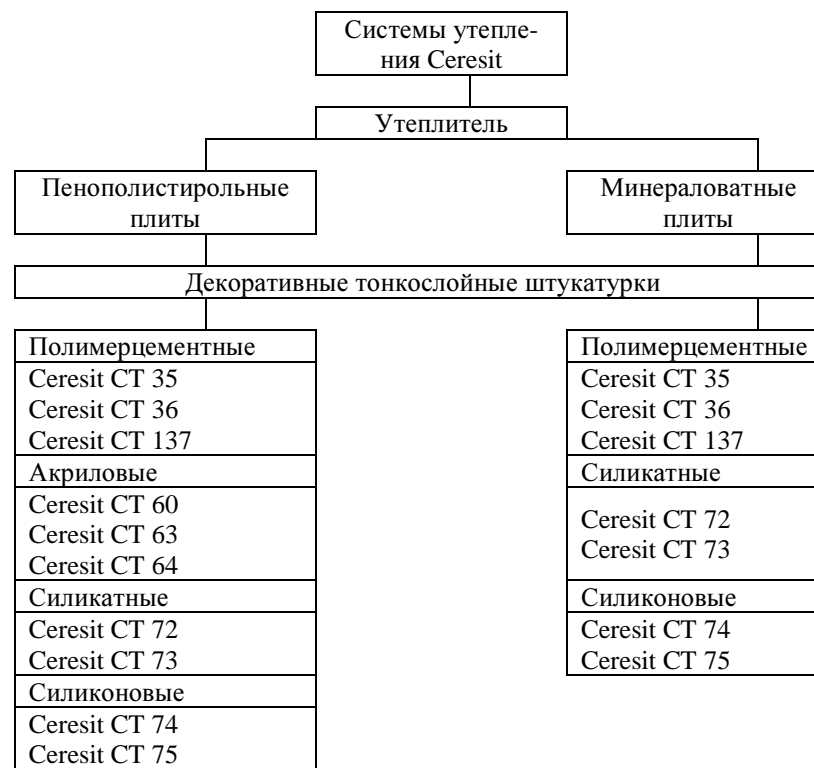 Системы утепле-
ния Ceresit
Утеплитель
Пенополистирольные
плиты
Минераловатные
плиты
Декоративные тонкослойные штукатурки
Полимерцементные
Ceresit CT 35
Ceresit CT 36
Ceresit CT 137
Акриловые
Ceresit CT 60
Ceresit CT 63
Ceresit CT 64
Силикатные
Ceresit CT 72
Ceresit CT 73
Силиконовые
Ceresit CT 74
Ceresit CT 75
Полимерцементные
Ceresit CT 35
Ceresit CT 36
Ceresit CT 137
Силикатные
Ceresit CT 72
Ceresit CT 73
Силиконовые
Ceresit CT 74
Ceresit CT 75